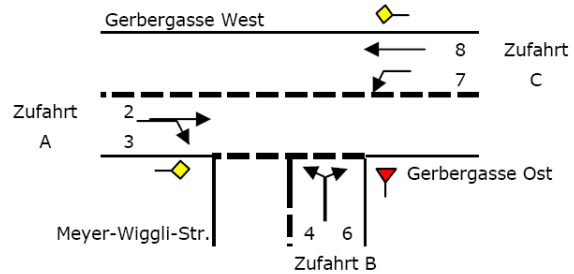 Gerbergasse West
8 Zufahrt
7 C
Zufahrt 2
A 3
Gerbergasse Ost
Meyer-Wiggli-Str. 4 6
Zufahrt B